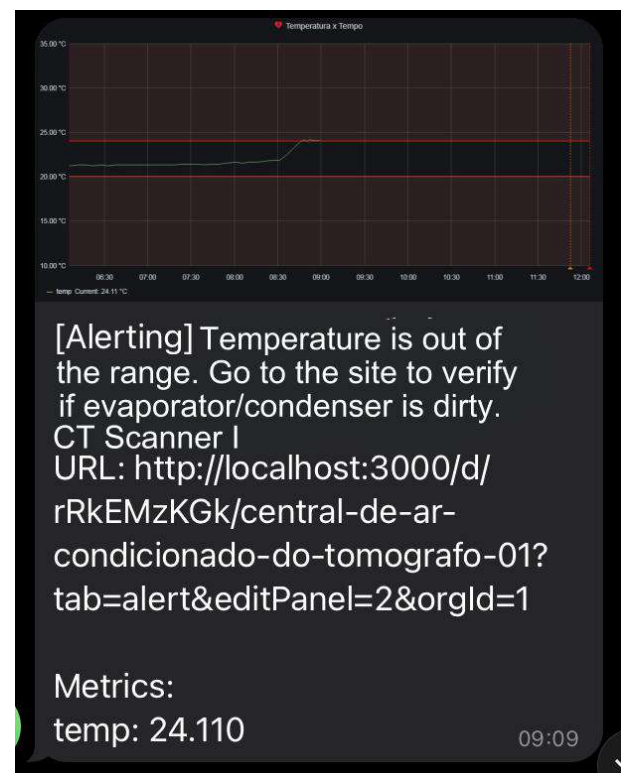 Temperatura x Tempo
35.00 °C
30.00 °C
25.00 °C
20.00 °C
15.00 °C
10.00 °C
06:30 07:00 07:30 08:00 08:30 09:00 09:30 10:00 10:30 11:00 11:30 12:00
temp Current: 24.11 °C
[Alerting] Temperature is out of
the range. Go to the site to verify
if evaporator/condenser is dirty.
CT Scanner I
URL: http://localhost:3000/d/
rRkEMzKGk/central-de-ar-
condicionado-do-tomografo-01?
tab=alert&editPanel=2&orgId=1
Metrics:
temp: 24.110
09:09